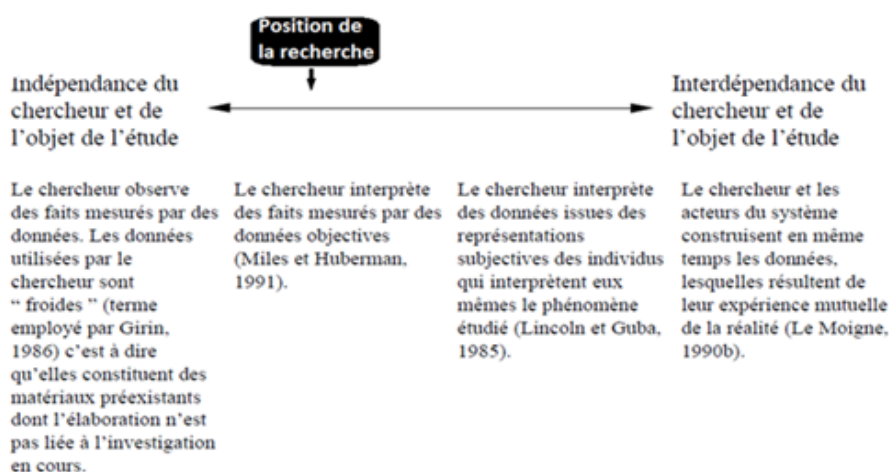 Position de
la recherche
Indépendance du
chercheur et de
l'objet de l'étude
Interdépendance du
chercheur et de
l'objet de l'étude
Le chercheur observe
des faits mesurés par des
données. Les données
utilisées par le
chercheur sont
“ froides ” (terme
employé par Girin,
1986) c'est à dire
qu'elles constituent des
matériaux préexistants
dont l'élaboration n'est
pas liée à l'investigation
en cours.
Le chercheur interprète
des faits mesurés par des
données objectives
(Miles et Huberman,
1991).
Le chercheur interprète
des données issues des
représentations
subjectives des individus
qui interprètent eux
mêmes le phénomène
étudié (Lincoln et Guba,
1985).
Le chercheur et les
acteurs du système
construisent en même
temps les données,
lesquelles résultent de
leur expérience mutuelle
de la réalité (Le Moigne,
1990b).